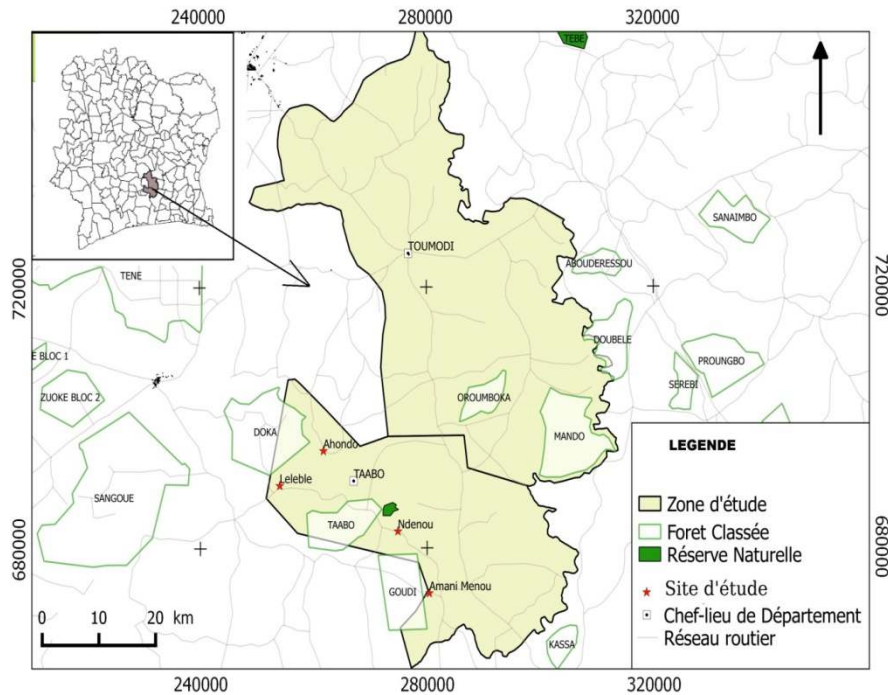 240000 280000 320000
TEBE
SANAIMBO
TOUMODI
ABOUDERESSOU
TENE
720000
720000
DOUBELE
E BLOC 1
PROUNGBO
SEREBI
ZUOKE BLOC 2
OROUMBOKA
DOKA
MANDO
Ahondo
LEGENDE
Leleble
TAABO
SANGOUE
Zone d'étude
TAABO
Ndenou
Foret Classée
Réserve Naturelle
680000
680000
GOUDI
Amani Menou
Site d'étude
Chef-lieu de Département
Réseau routier
KASSA
0 10 20 km
240000 280000 320000